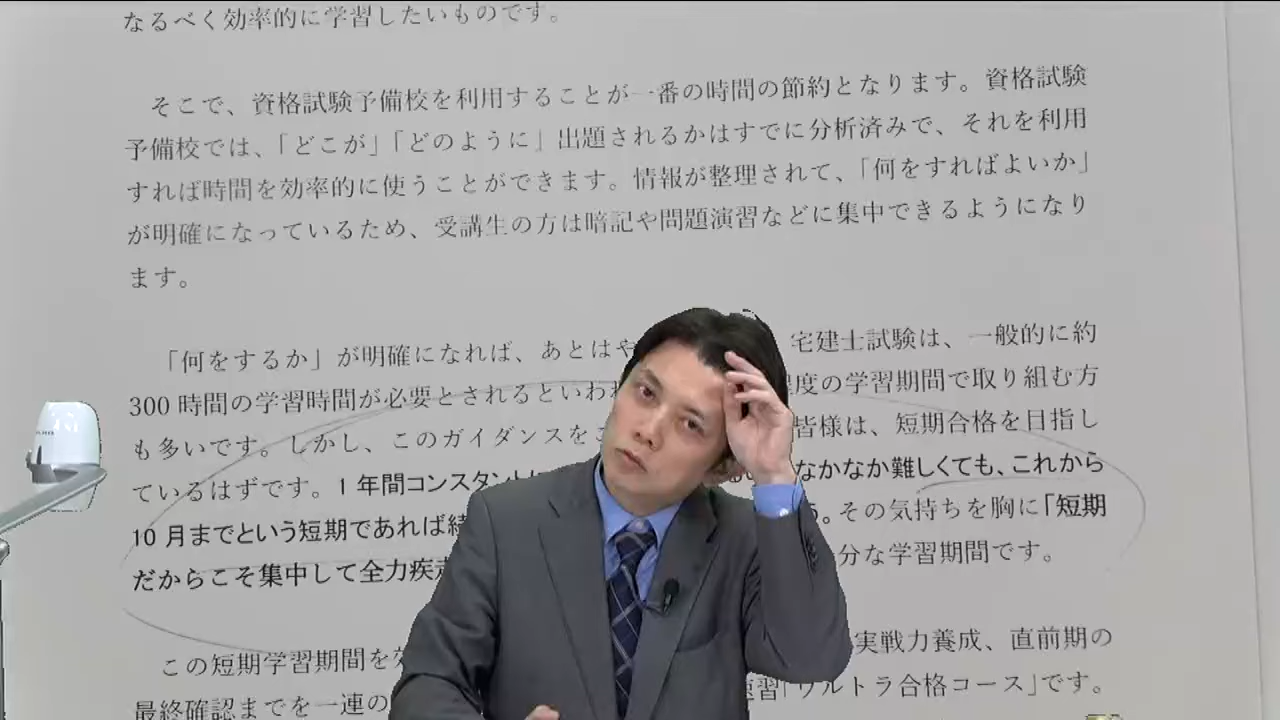 なるべく効率的に学習したいものです。
そこで、資格試験予備校を利用することが一番の時間の節約となります。資格試験
予備校では、「どこが」「どのように」出題されるかはすでに分析済みで、それを利用
すれば時間を効率的に使うことができます。情報が整理されて、「何をすればよいか」
が明確になっているため、受講生の方は暗記や問題演習などに集中できるようになり
ます。
「何をするか」が明確になれば、あとはや 宅建士試験は、一般的に約
300時間の学習時間が必要とされるといわ 度の学習期間で取り組む方
も多いです。しかし、このガイダンスを 皆様は、短期合格を目指し
ているはずです。1年間コンスタント なかなか難しくても、これから
10月までという短期であれば 。その気持ちを胸に「短期
だからこそ集中して全力疾 分な学習期間です。
この短期学習期間を 実戦力養成、直前期の
最終確認までを一連の 速習「ウルトラ合格コース」です。